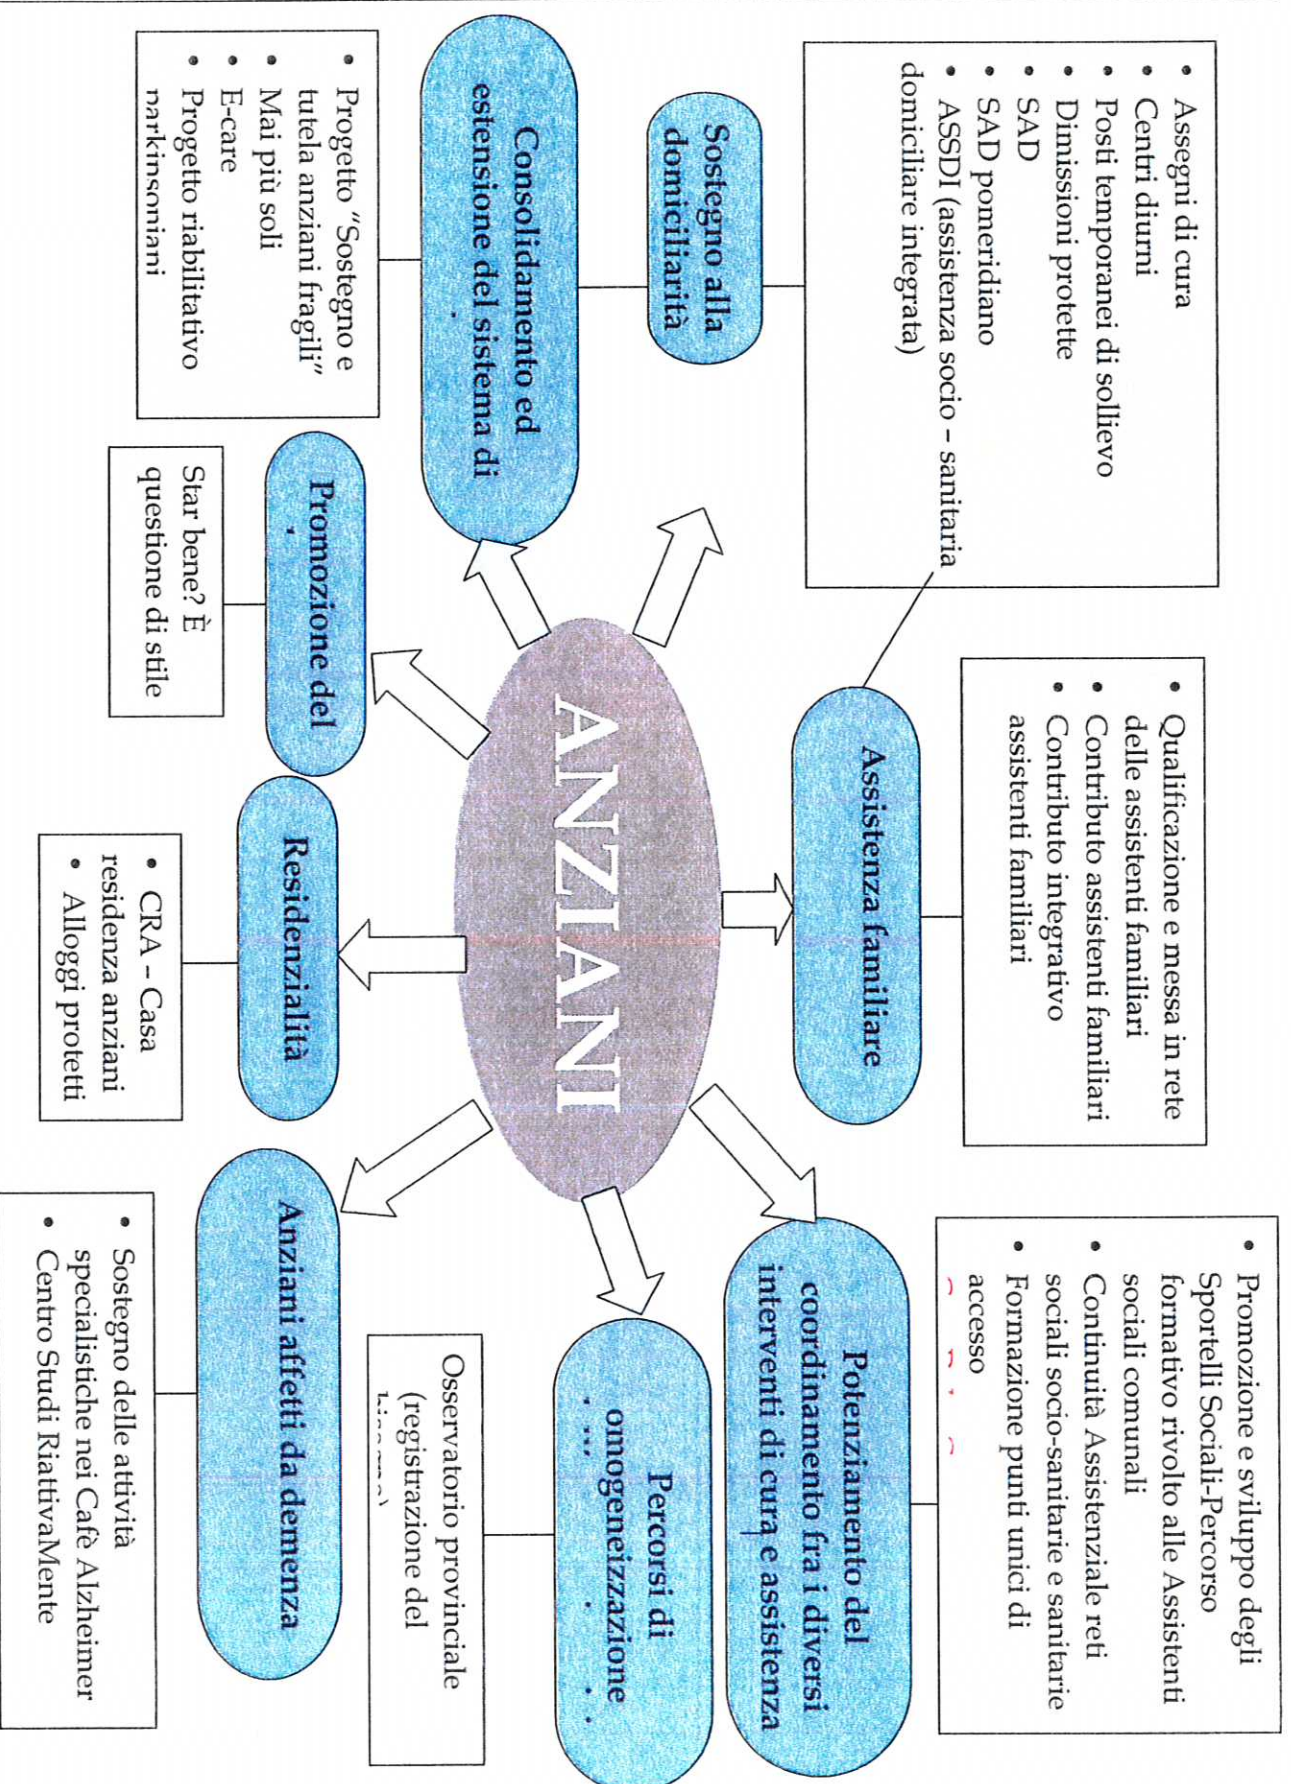 • Assegni di cura
• Centri diurni
• Posti temporanei di sollievo
• Dimissioni protette
• SAD
• SAD pomeridiano
• ASSDI (assistenza socio – sanitaria
domiciliare integrata)
• Qualificazione e messa in rete
delle assistenti familiari
• Contributo assistenti familiari
• Contributo integrativo
assistenti familiari
• Promozione e sviluppo degli
Sportelli Sociali-Percorso
formativo rivolto alle Assistenti
sociali comunali
• Continuità Assistenziale reti
sociali socio-sanitarie e sanitarie
• Formazione punti unici di
accesso
Sostegno alla
domiciliarità
Assistenza familiare
Potenziamento del
coordinamento fra i diversi
interventi di cura e assistenza
Consolidamento ed
estensione del sistema di
ANZIANI
Percorsi di
omogeneizzazione
Osservatorio provinciale
(registrazione del
• Progetto “Sostegno e
tutela anziani fragili”
• Mai più soli
• E-care
• Progetto riabilitativo
parkinsoniani
Promozione del
Star bene? È
questione di stile
Residenzialità
• CRA – Casa
residenza anziani
• Alloggi protetti
Anziani affetti da demenza
• Sostegno delle attività
specialistiche nei Cafè Alzheimer
• Centro Studi RiattivaMente